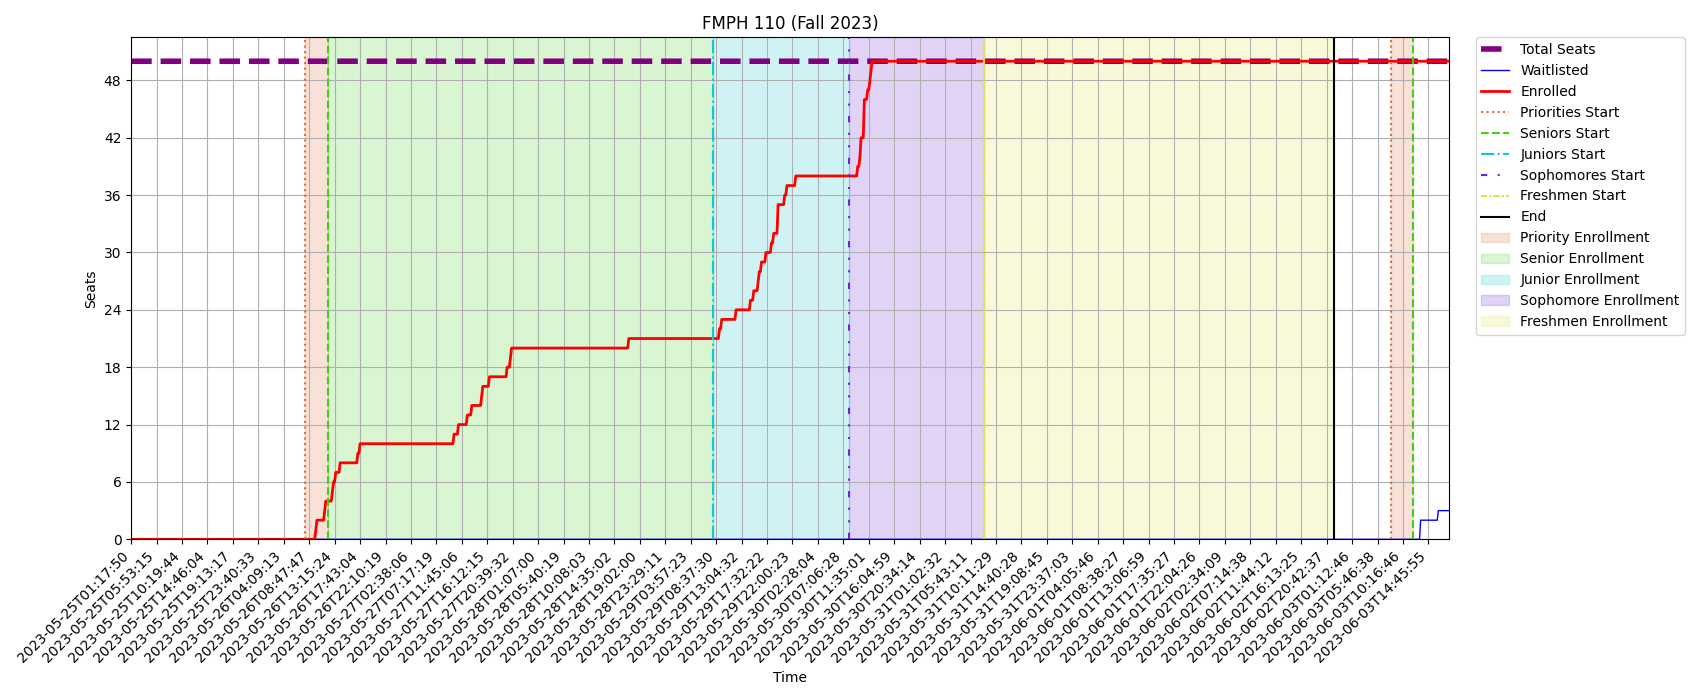 FMPH 110 (Fall 2023)
Seats
48
42
36
30
24
18
12
6
0
2023-05-25T01:17:50
2023-05-25T05:53:15
2023-05-25T10:19:44
2023-05-25T14:46:04
2023-05-25T19:13:17
2023-05-25T23:40:33
2023-05-26T04:09:13
2023-05-26T08:47:47
2023-05-26T13:15:24
2023-05-26T17:43:04
2023-05-26T22:10:19
2023-05-27T02:38:06
2023-05-27T07:17:19
2023-05-27T11:45:06
2023-05-27T16:12:15
2023-05-27T20:39:32
2023-05-28T01:07:00
2023-05-28T05:40:19
2023-05-28T10:08:03
2023-05-28T14:35:02
2023-05-28T19:02:00
2023-05-28T23:29:11
2023-05-29T03:57:23
2023-05-29T08:37:30
2023-05-29T13:04:32
2023-05-29T17:32:22
2023-05-29T22:00:23
2023-05-30T02:28:04
2023-05-30T07:06:28
2023-05-30T11:35:01
2023-05-30T16:04:59
2023-05-30T20:34:14
2023-05-31T01:02:32
2023-05-31T05:43:11
2023-05-31T10:11:29
2023-05-31T14:40:28
2023-05-31T19:08:45
2023-05-31T23:37:03
2023-06-01T04:05:46
2023-06-01T08:38:27
2023-06-01T13:06:59
2023-06-01T17:35:27
2023-06-01T22:04:26
2023-06-02T02:34:09
2023-06-02T07:14:38
2023-06-02T11:44:12
2023-06-02T16:13:25
2023-06-02T20:42:37
2023-06-03T01:12:46
2023-06-03T05:46:38
2023-06-03T10:16:46
2023-06-03T14:45:55
Time
Total Seats
Waitlisted
Enrolled
Priorities Start
Seniors Start
Juniors Start
Sophomores Start
Freshmen Start
End
Priority Enrollment
Senior Enrollment
Junior Enrollment
Sophomore Enrollment
Freshmen Enrollment